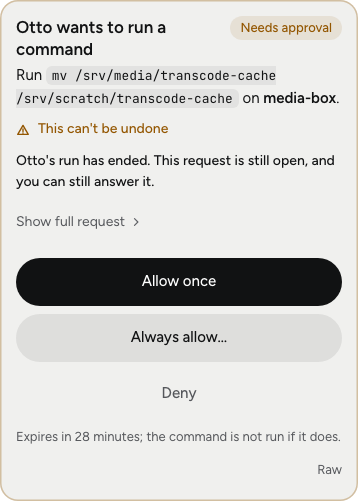 Otto wants to run a
command
Needs approval
Run mv /srv/media/transcode-cache
/srv/scratch/transcode-cache on media-box.
This can't be undone
Otto's run has ended. This request is still open, and
you can still answer it.
Show full request
Allow once
Always allow...
Deny
Expires in 28 minutes; the command is not run if it does.
Raw